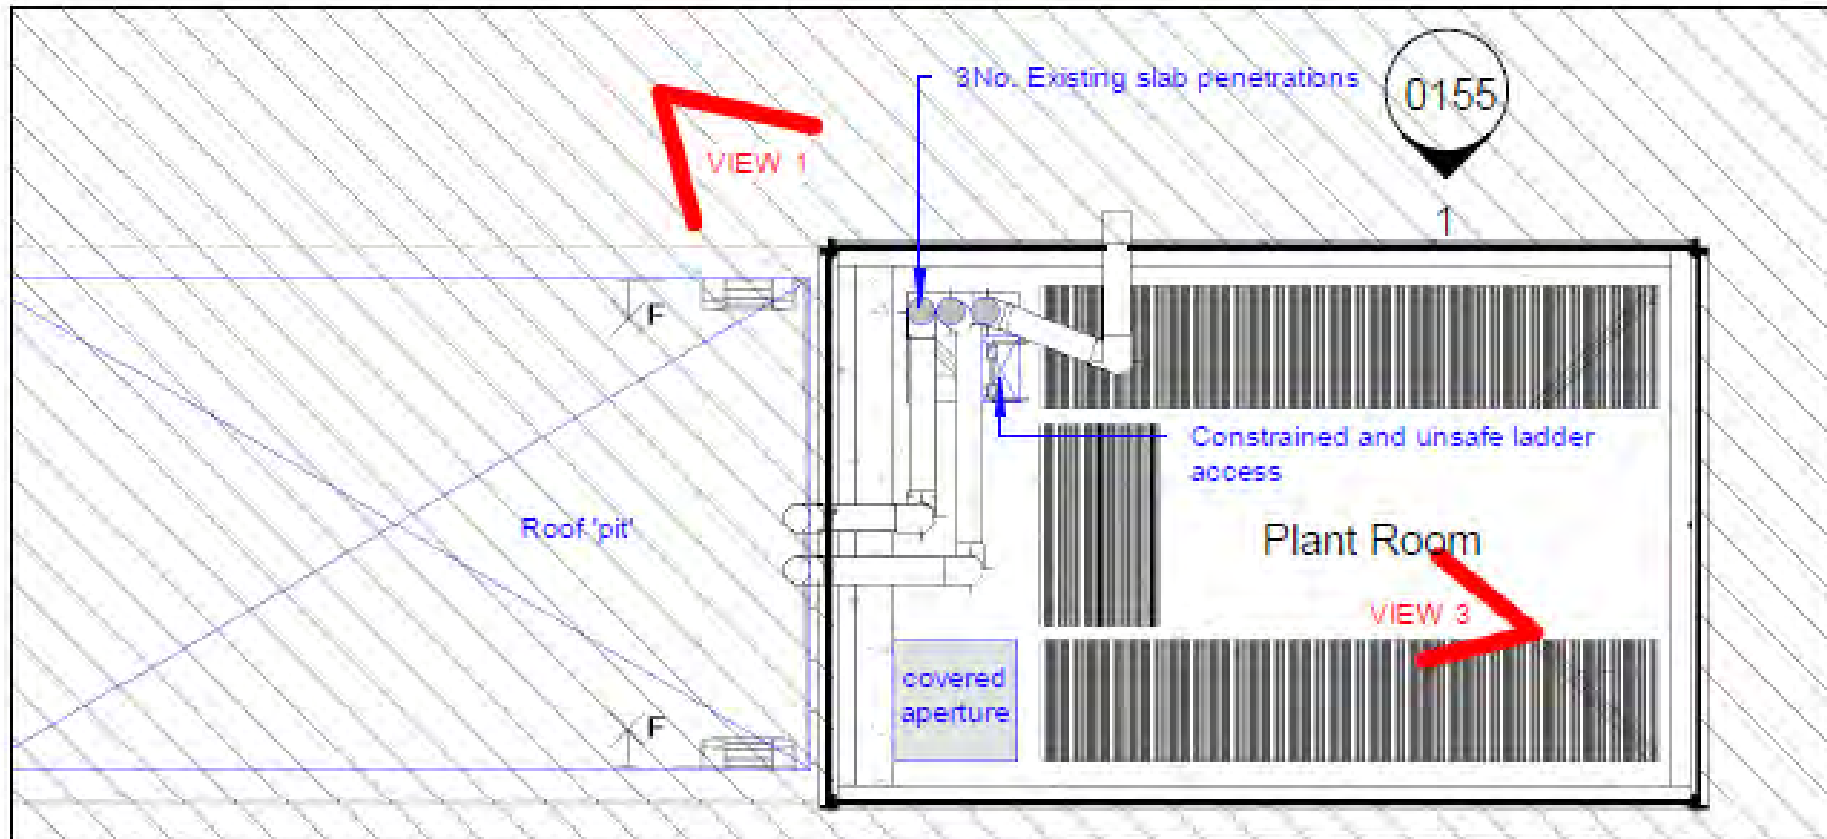 3No. Existing slab penetrations
0155
1
VIEW 1
F
Constrained and unsafe ladder
access
Roof 'pit'
Plant Room
VIEW 3
covered
aperture
F